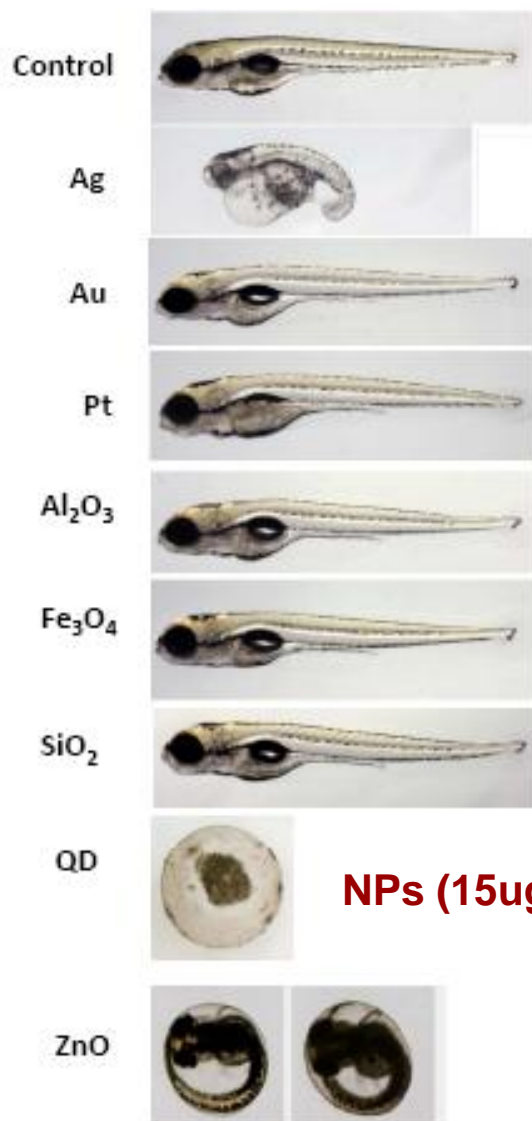 Control
Ag
Au
Pt
Al₂O₃
Fe₃O₄
SiO₂
QD
NPs (15ug
ZnO